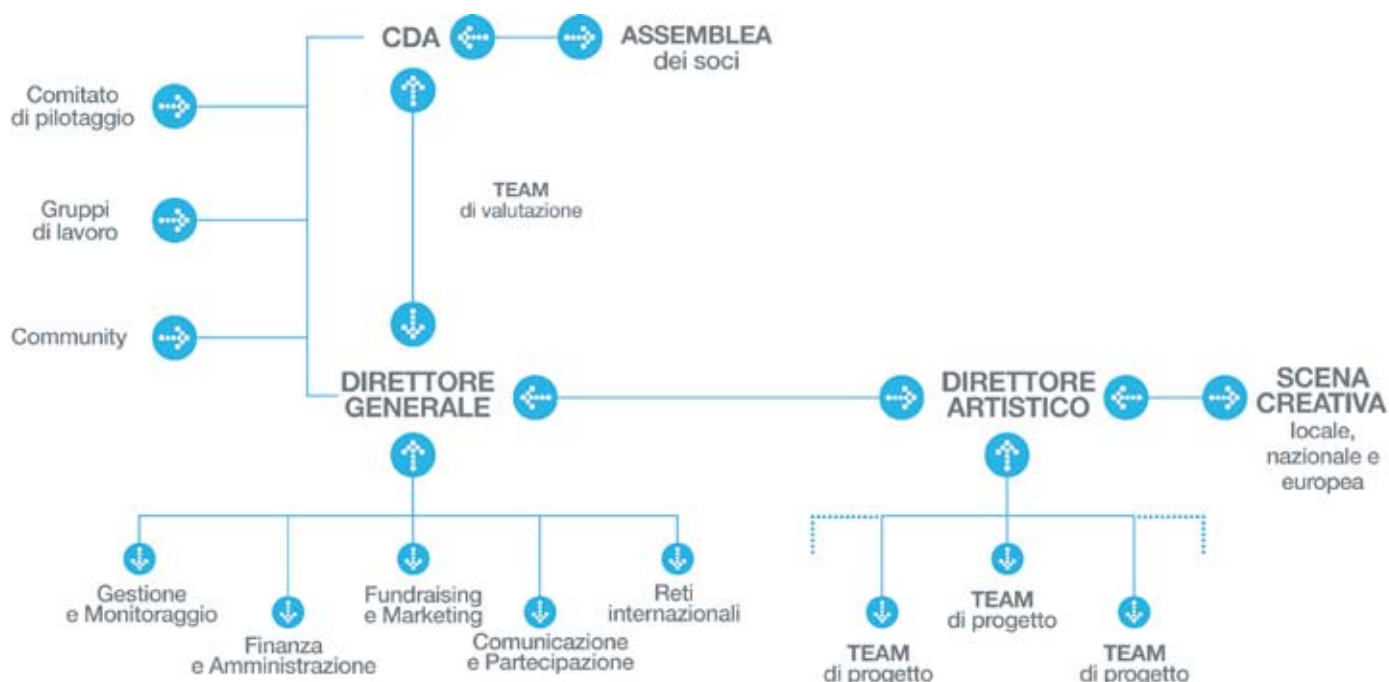 CDA
ASSEMBLEA
dei soci
Comitato
di pilotaggio
TEAM
di valutazione
Gruppi
di lavoro
Community
DIRETTORE
GENERALE
DIRETTORE
ARTISTICO
SCENA
CREATIVA
locale,
nazionale e
europea
Gestione
e Monitoraggio
Finanza
e Amministrazione
Fundraising
e Marketing
Comunicazione
e Partecipazione
Reti
internazionali
TEAM
di progetto
TEAM
di progetto
TEAM
di progetto